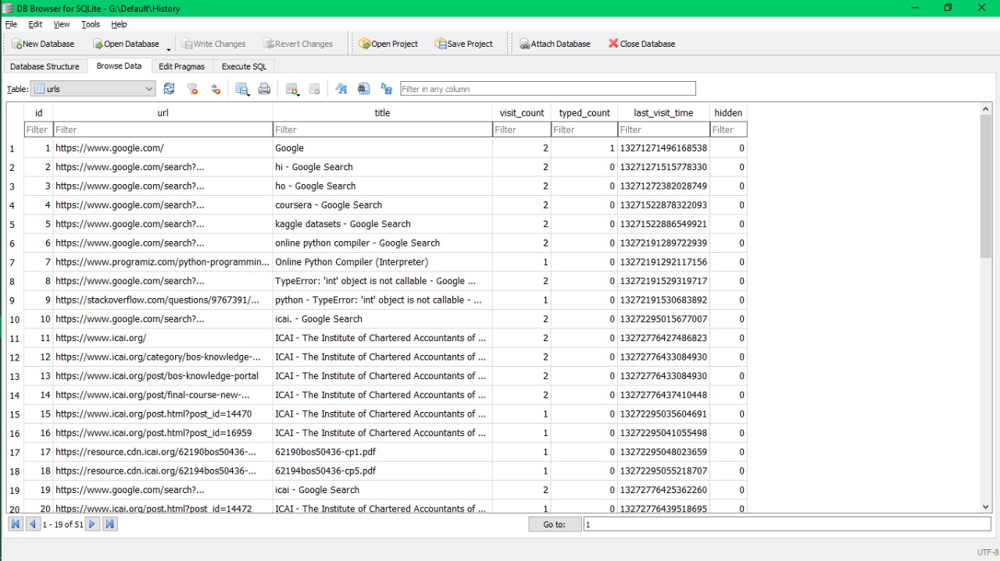 DB Browser for SQLite - G:\Default\History
File Edit View Tools Help
New Database Open Database Write Changes Revert Changes Open Project Save Project Attach Database Close Database
Database Structure Browse Data Edit Pragmas Execute SQL
Table: urls Filter in any column
id url title visit_count typed_count last_visit_time hidden
Filter Filter Filter Filter Filter Filter Filter
1 1 https://www.google.com/ Google 2 1 13271271496168538 0
2 2 https://www.google.com/search?... hi - Google Search 2 0 13271271515778330 0
3 3 https://www.google.com/search?... ho - Google Search 2 0 13271272382028749 0
4 4 https://www.google.com/search?... coursera - Google Search 2 0 13271522878322093 0
5 5 https://www.google.com/search?... kaggle datasets - Google Search 2 0 13271522886549921 0
6 6 https://www.google.com/search?... online python compiler - Google Search 2 0 13272191289722939 0
7 7 https://www.programiz.com/python-programmin... Online Python Compiler (Interpreter) 1 0 13272191292117156 0
8 8 https://www.google.com/search?... TypeError: 'int' object is not callable - Google ... 2 0 13272191529319717 0
9 9 https://stackoverflow.com/questions/9767391/... python - TypeError: 'int' object is not callable - ... 1 0 13272191530683892 0
10 10 https://www.google.com/search?... icai. - Google Search 2 0 13272295015677007 0
11 11 https://www.icai.org/ ICAI - The Institute of Chartered Accountants of ... 2 0 13272776427486823 0
12 12 https://www.icai.org/category/bos-knowledge-... ICAI - The Institute of Chartered Accountants of ... 2 0 13272776433084930 0
13 13 https://www.icai.org/post/bos-knowledge-portal ICAI - The Institute of Chartered Accountants of ... 2 0 13272776433084930 0
14 14 https://www.icai.org/post/final-course-new-... ICAI - The Institute of Chartered Accountants of ... 2 0 13272776437410448 0
15 15 https://www.icai.org/post.html?post_id=14470 ICAI - The Institute of Chartered Accountants of ... 1 0 13272295035604691 0
16 16 https://www.icai.org/post.html?post_id=16959 ICAI - The Institute of Chartered Accountants of ... 1 0 13272295041055498 0
17 17 https://resource.cdn.icai.org/62190bos50436-... 62190bos50436-cp1.pdf 1 0 13272295048023659 0
18 18 https://resource.cdn.icai.org/62194bos50436-... 62194bos50436-cp5.pdf 1 0 13272295055218707 0
19 19 https://www.google.com/search?... icai - Google Search 2 0 13272776425362260 0
20 20 https://www.icai.org/post.html?post_id=14472 ICAI - The Institute of Chartered Accountants of ... 1 0 13272776439518695 0
1 - 19 of 51 Go to: 1
UTF-8